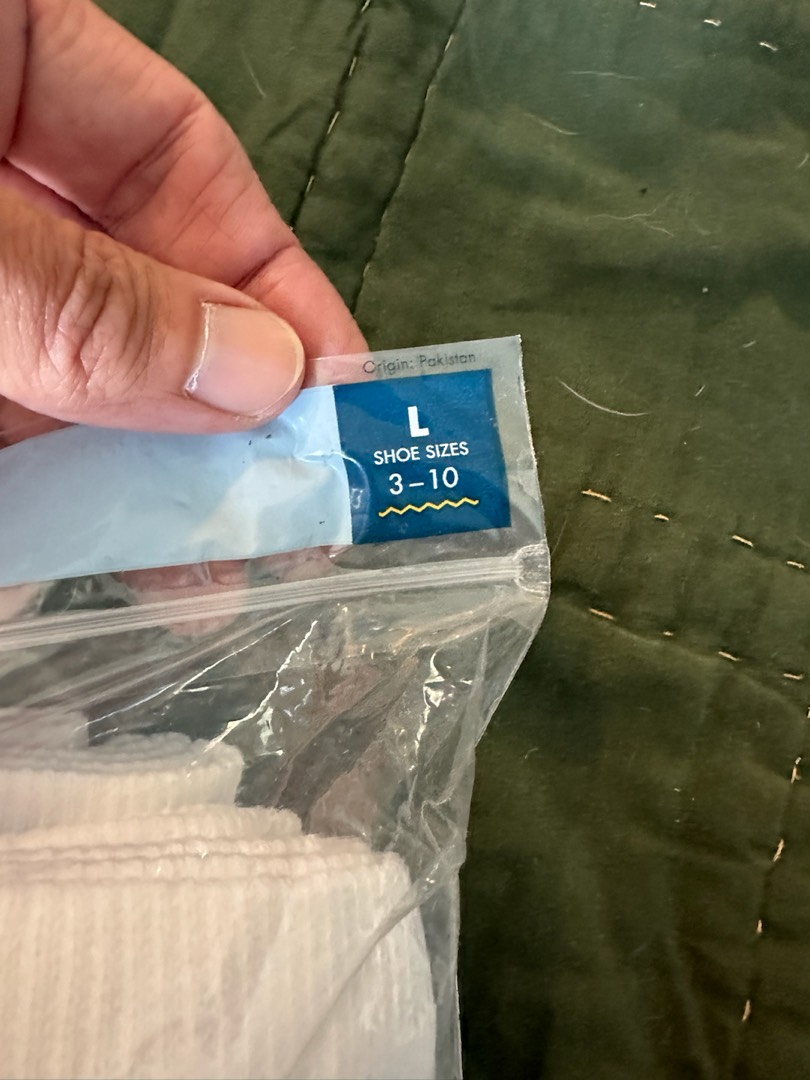 Origin: Pakistan
L
SHOE SIZES
3–10